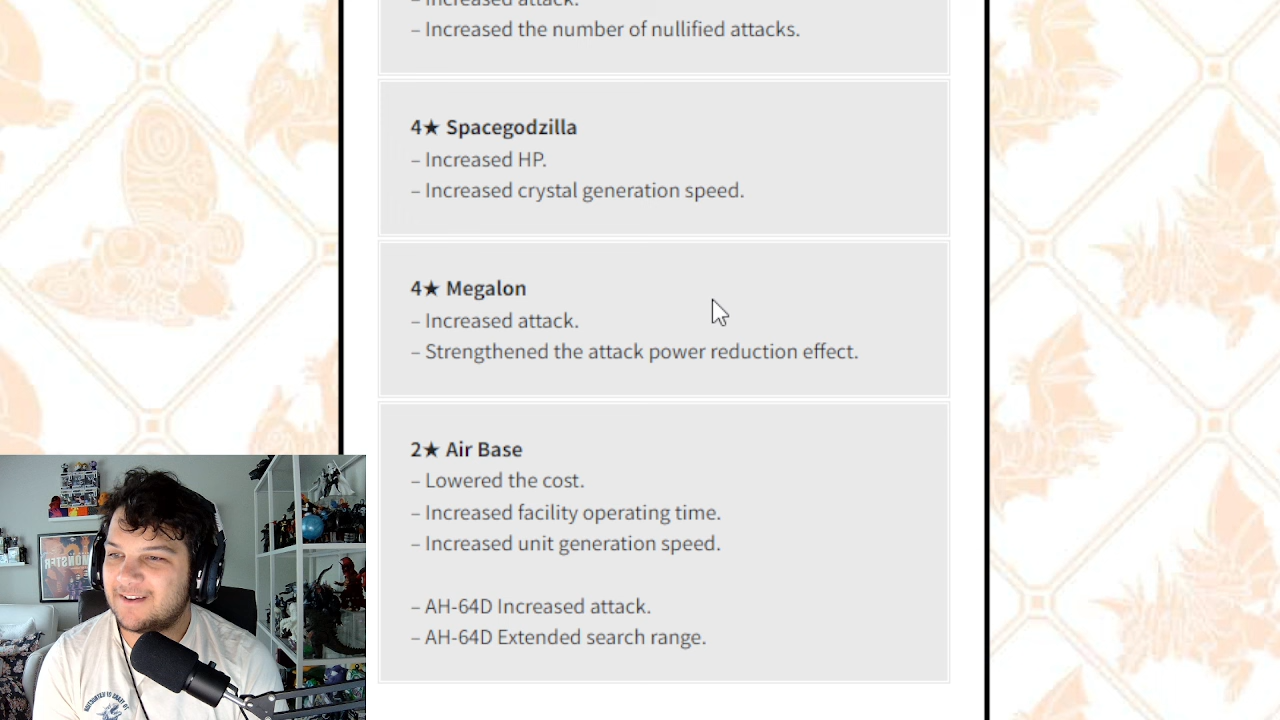 – Increased attack.
– Increased the number of nullified attacks.
4★ Spacegodzilla
– Increased HP.
– Increased crystal generation speed.
4★ Megalon
– Increased attack.
– Strengthened the attack power reduction effect.
2★ Air Base
– Lowered the cost.
– Increased facility operating time.
– Increased unit generation speed.
– AH-64D Increased attack.
– AH-64D Extended search range.